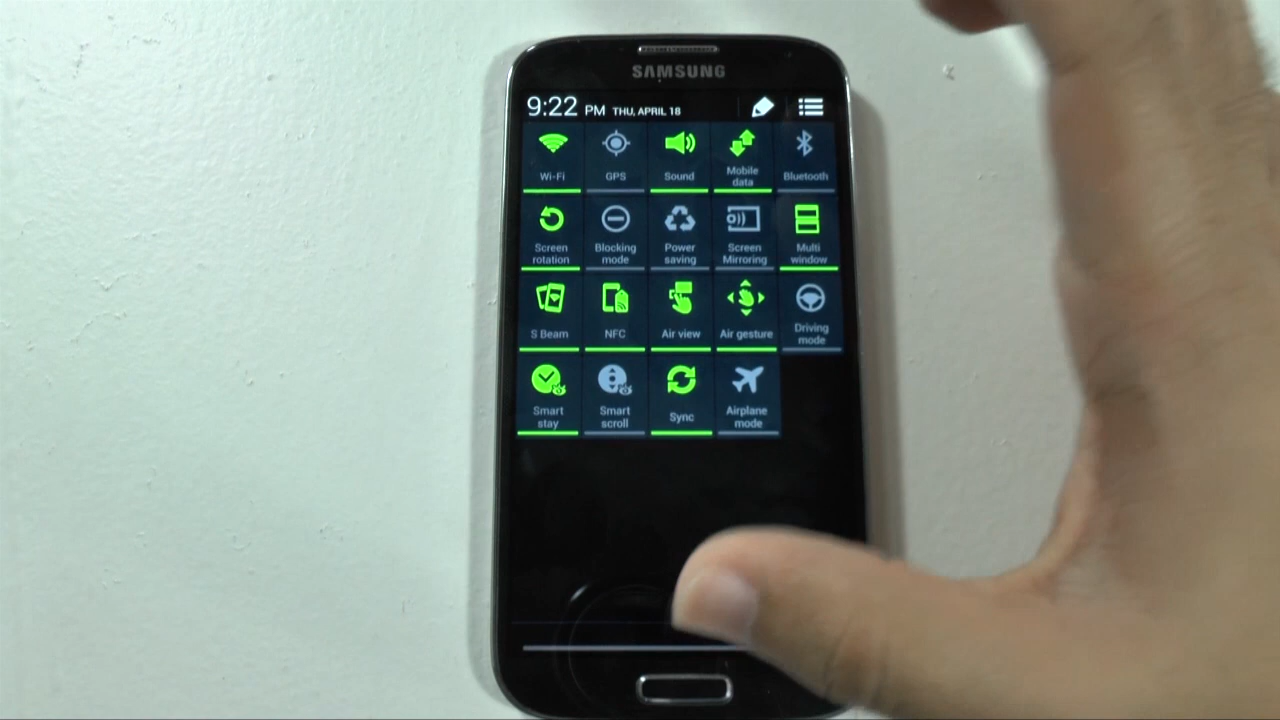 SAMSUNG
9:22 PM THU, APRIL 18
Wi-Fi GPS Sound Mobile data Bluetooth
Screen rotation Blocking mode Power saving Screen Mirroring Multi window
S Beam NFC Air view Air gesture Driving mode
Smart stay Smart scroll Sync Airplane mode